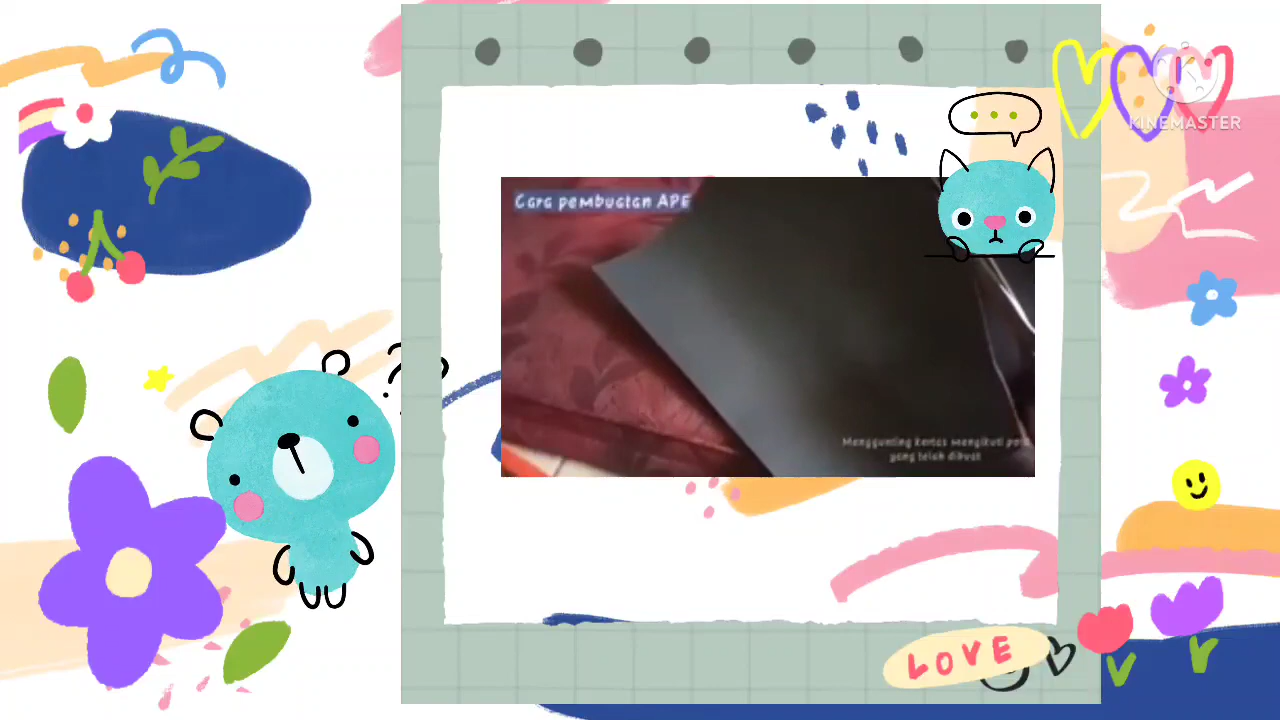 KINEMASTER
Cara pembuatan APE
Menggunting kertas mengikuti pola
yang telah dibuat
LOVE